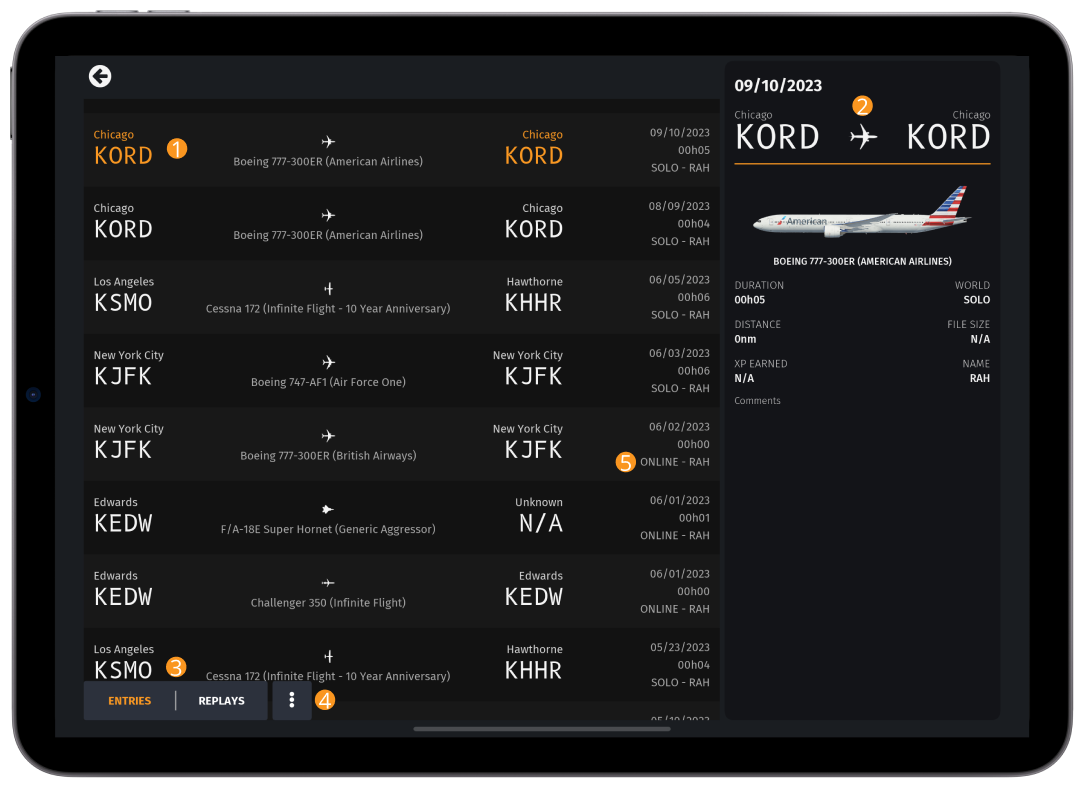 Chicago
KORD
1
Boeing 777-300ER (American Airlines)
Chicago
KORD
09/10/2023
00h05
SOLO - RAH
Chicago
KORD
Boeing 777-300ER (American Airlines)
Chicago
KORD
08/09/2023
00h04
SOLO - RAH
Los Angeles
KSMO
Cessna 172 (Infinite Flight - 10 Year Anniversary)
Hawthorne
KHHR
06/05/2023
00h06
SOLO - RAH
New York City
KJFK
Boeing 747-AF1 (Air Force One)
New York City
KJFK
06/03/2023
00h06
SOLO - RAH
New York City
KJFK
Boeing 777-300ER (British Airways)
New York City
KJFK
06/02/2023
00h00
5
ONLINE - RAH
Edwards
KEDW
F/A-18E Super Hornet (Generic Aggressor)
Unknown
N/A
06/01/2023
00h01
ONLINE - RAH
Edwards
KEDW
Challenger 350 (Infinite Flight)
Edwards
KEDW
06/01/2023
00h00
ONLINE - RAH
Los Angeles
KSMO
3
Cessna 172 (Infinite Flight - 10 Year Anniversary)
Hawthorne
KHHR
05/23/2023
00h04
SOLO - RAH
ENTRIES
REPLAYS
4
09/10/2023
2
Chicago
KORD
Chicago
KORD
American
BOEING 777-300ER (AMERICAN AIRLINES)
DURATION
00h05
WORLD
SOLO
DISTANCE
0nm
FILE SIZE
N/A
XP EARNED
N/A
NAME
RAH
Comments